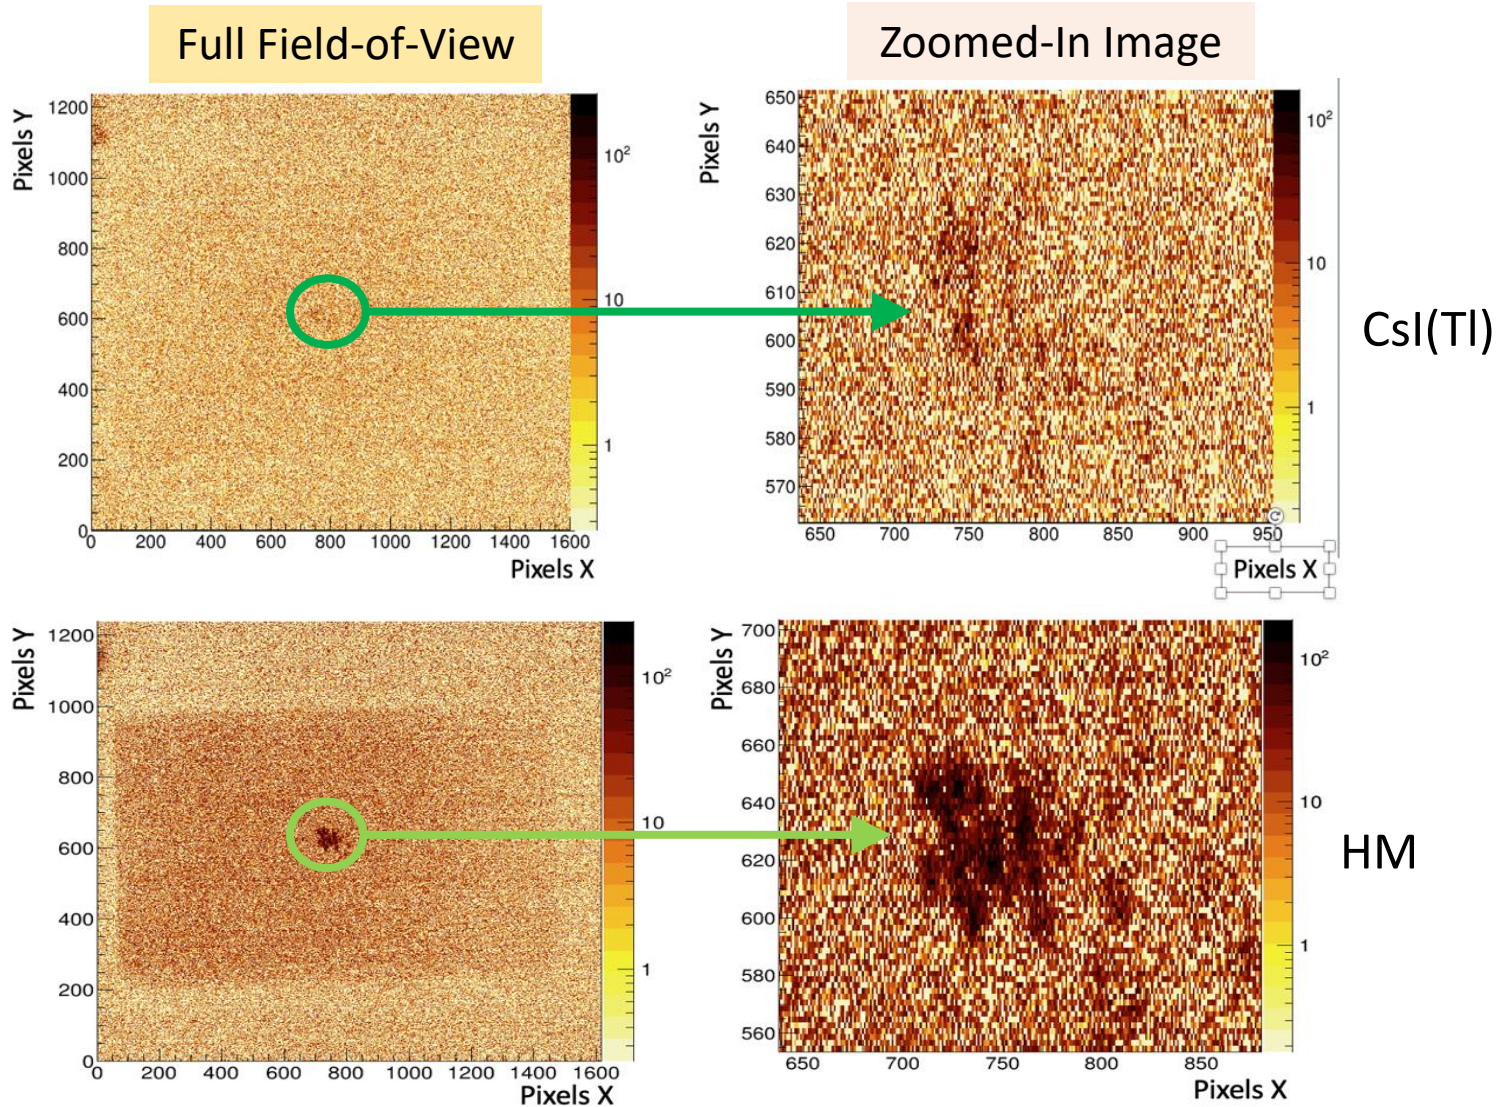 Full Field-of-View
Zoomed-In Image
Pixels Y
1200
1000
800
600
400
200
0
0 200 400 600 800 1000 1200 1400 1600
Pixels X
10²
10
1
Pixels Y
650
640
630
620
610
600
590
580
570
650 700 750 800 850 900 950
Pixels X
10²
10
1
CsI(Tl)
Pixels Y
1200
1000
800
600
400
200
0
0 200 400 600 800 1000 1200 1400 1600
Pixels X
10²
10
1
Pixels Y
700
680
660
640
620
600
580
560
650 700 750 800 850
Pixels X
10²
10
1
HM